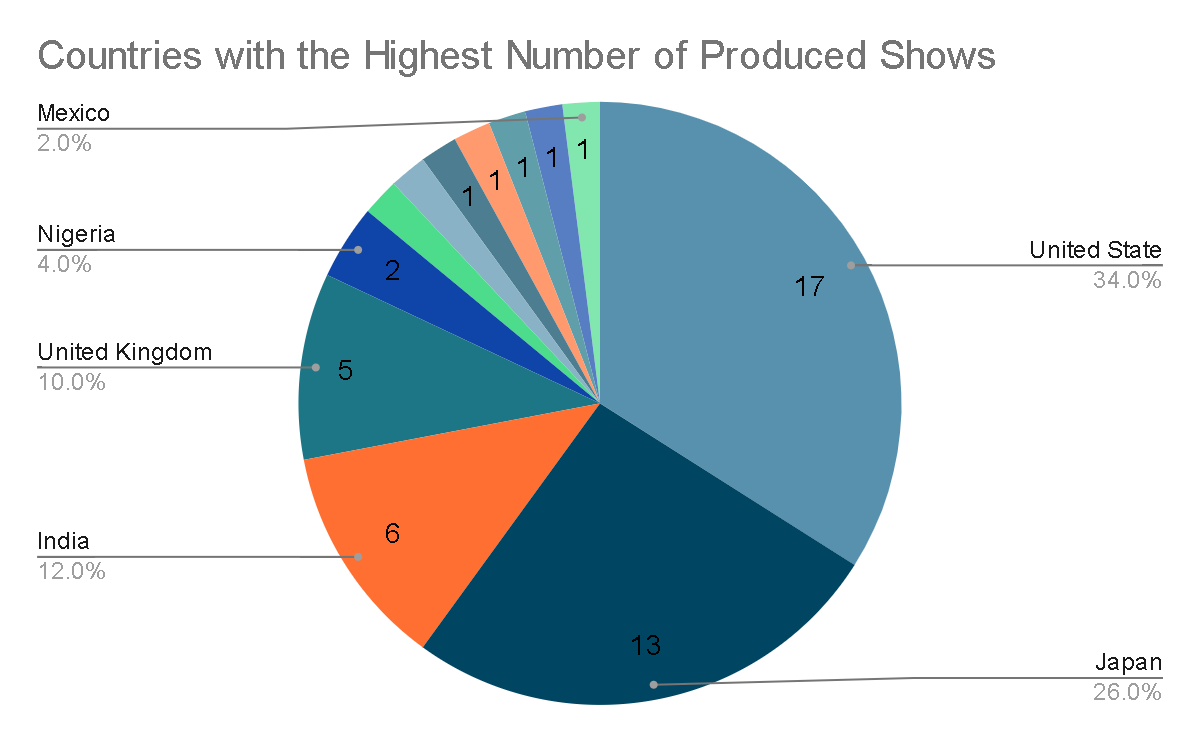 Countries with the Highest Number of Produced Shows
Mexico
2.0%
Nigeria
4.0%
United Kingdom
10.0%
India
12.0%
United State
34.0%
Japan
26.0%
17
13
6
5
2
1
1
1
1
1